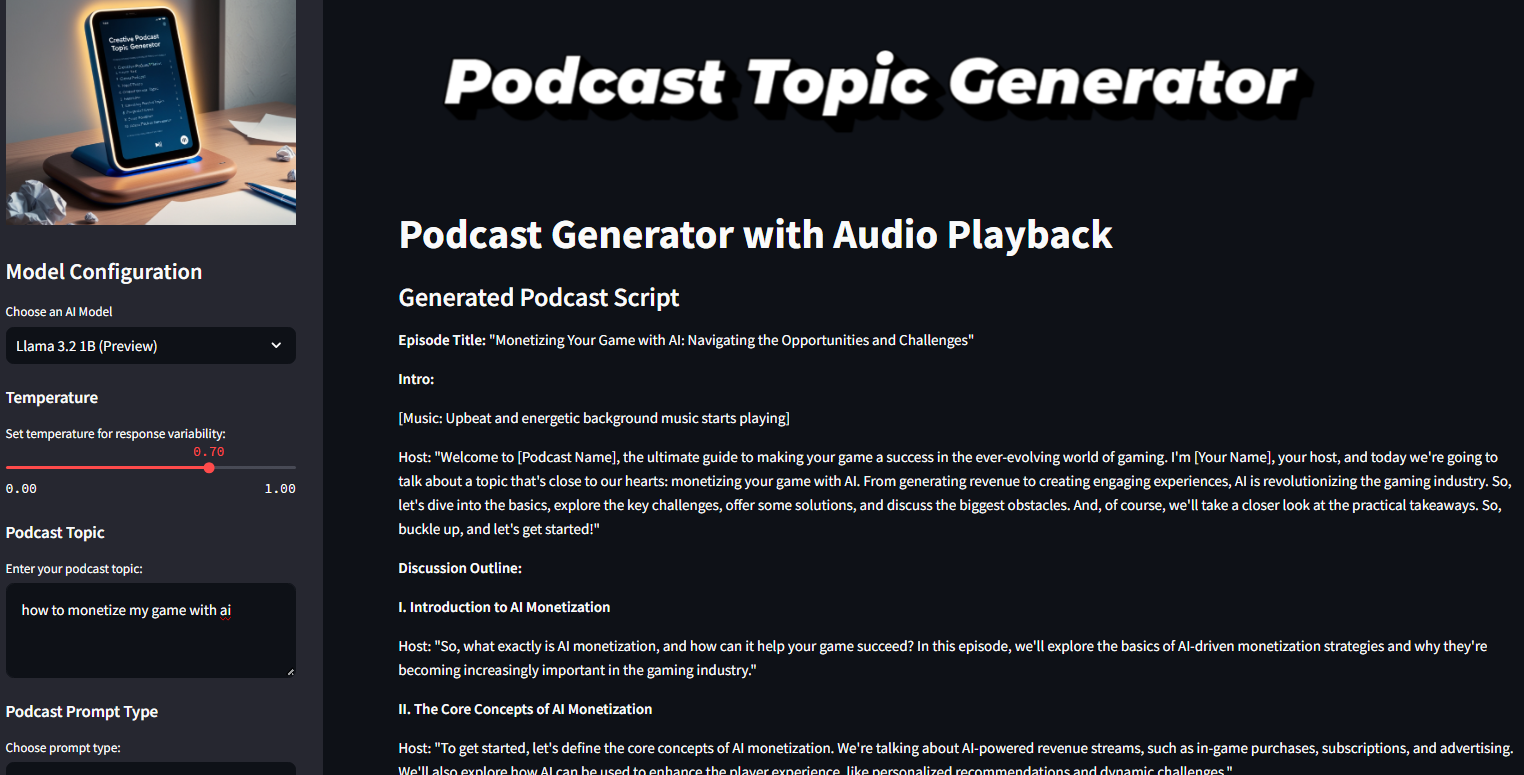 Creative Podcast
Topic Generator
Podcast Topic Generator
Podcast Generator with Audio Playback
Model Configuration
Generated Podcast Script
Choose an AI Model
Llama 3.2 1B (Preview)
Episode Title: "Monetizing Your Game with AI: Navigating the Opportunities and Challenges"
Intro:
Temperature
[Music: Upbeat and energetic background music starts playing]
Set temperature for response variability:
0.70
0.00
1.00
Host: "Welcome to [Podcast Name], the ultimate guide to making your game a success in the ever-evolving world of gaming. I'm [Your Name], your host, and today we're going to
talk about a topic that's close to our hearts: monetizing your game with AI. From generating revenue to creating engaging experiences, AI is revolutionizing the gaming industry. So,
let's dive into the basics, explore the key challenges, offer some solutions, and discuss the biggest obstacles. And, of course, we'll take a closer look at the practical takeaways. So,
buckle up, and let's get started!"
Podcast Topic
Enter your podcast topic:
how to monetize my game with ai
Discussion Outline:
I. Introduction to AI Monetization
Host: "So, what exactly is AI monetization, and how can it help your game succeed? In this episode, we'll explore the basics of AI-driven monetization strategies and why they're
becoming increasingly important in the gaming industry."
Podcast Prompt Type
Choose prompt type:
II. The Core Concepts of AI Monetization
Host: "To get started, let's define the core concepts of AI monetization. We're talking about AI-powered revenue streams, such as in-game purchases, subscriptions, and advertising.
We'll also explore how AI can be used to enhance the player experience, like personalized recommendations and dynamic challenges."